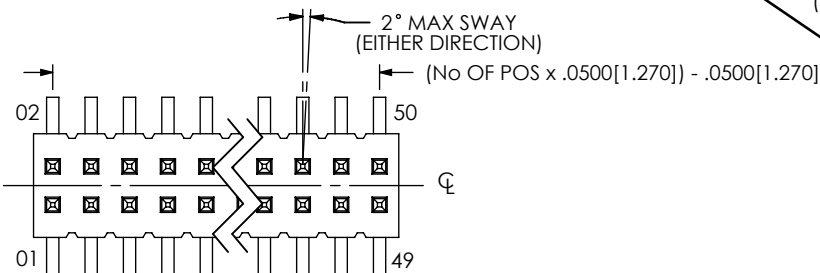 (
2° MAX SWAY
(EITHER DIRECTION)
(No OF POS x .0500[1.270]) - .0500[1.270]
02
50
℄
01
49